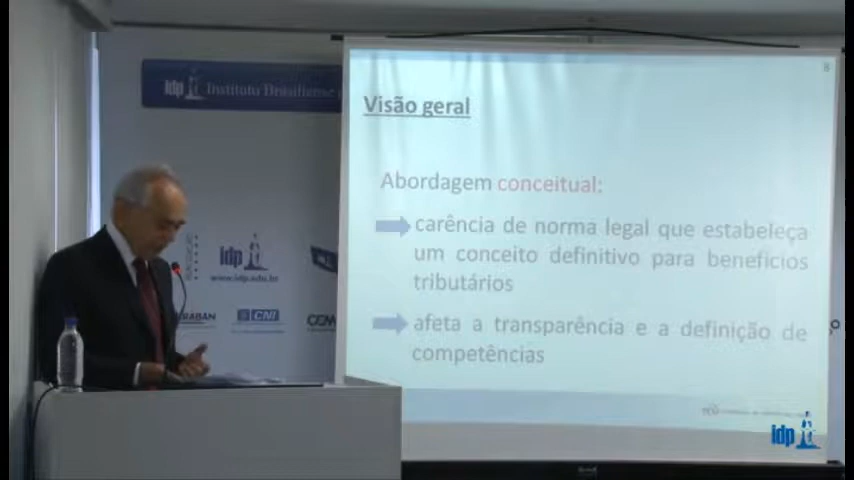 8
idp Instituto Brasiliense
Visão geral
Abordagem conceitual:
carência de norma legal que estabeleça
um conceito definitivo para benefícios
tributários
afeta a transparência e a definição de
competências
idp
www.idp.edu.br
CNI
idp